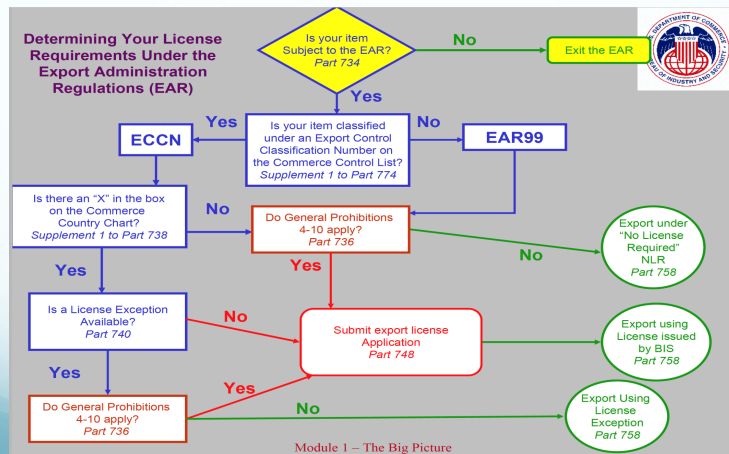 Determining Your License
Requirements Under the
Export Administration
Regulations (EAR)
Is your item
Subject to the EAR?
Part 734
No
Exit the EAR
U.S. DEPARTMENT OF COMMERCE
BUREAU OF INDUSTRY AND SECURITY
Yes
Yes
Is your item classified
under an Export Control
Classification Number on
the Commerce Control List?
Supplement 1 to Part 774
No
ECCN
EAR99
Is there an “X” in the box
on the Commerce
Country Chart?
Supplement 1 to Part 738
No
Do General Prohibitions
4-10 apply?
Part 736
No
Export under
“No License
Required”
NLR
Part 758
Yes
Yes
Is a License Exception
Available?
Part 740
No
Submit export license
Application
Part 748
Export using
License issued
by BIS
Part 758
Yes
Yes
Do General Prohibitions
4-10 apply?
Part 736
No
Export Using
License
Exception
Part 758
Module 1 – The Big Picture